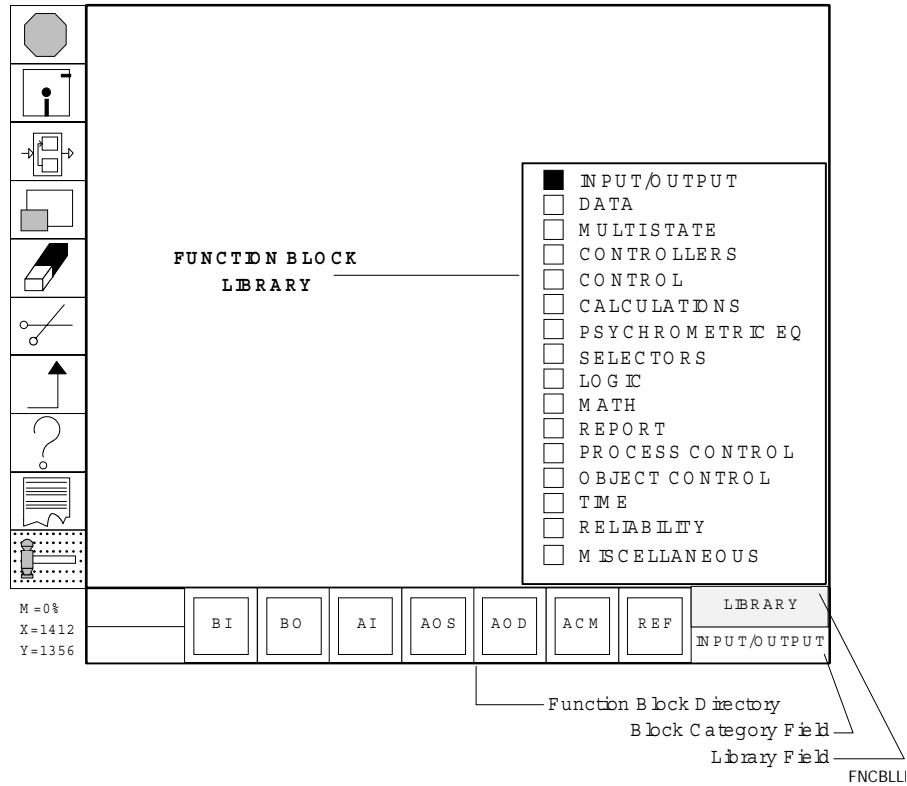 INPUT/OUTPUT
DATA
MULTISTATE
CONTROLLERS
FUNCTION BLOCK
LIBRARY
CONTROL
CALCULATIONS
PSYCHROMETRIC EQ
SELECTORS
LOGIC
MATH
REPORT
PROCESS CONTROL
OBJECT CONTROL
TIME
RELIABILITY
MISCELLANEOUS
M=0%
X=1412
Y=1356
BI BO AI AOS AOD ACM REF
LIBRARY
INPUT/OUTPUT
Function Block Directory
Block Category Field
Library Field